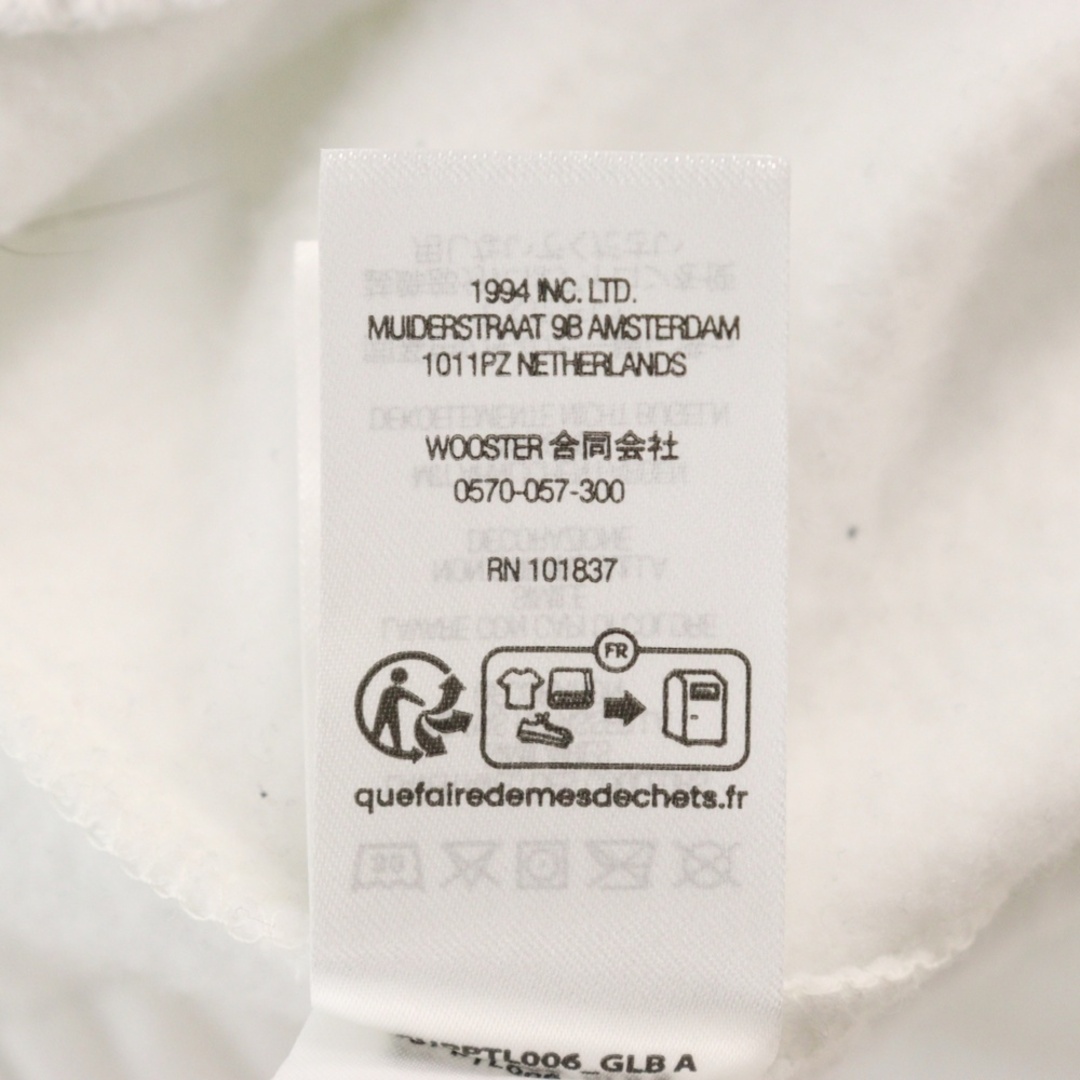 1994 INC. LTD.
MUIDERSTRAAT 9B AMSTERDAM
1011PZ NETHERLANDS
WOOSTER 合同会社
0570-057-300
RN 101837
FR
quefairedemesdechets.fr
GLB A